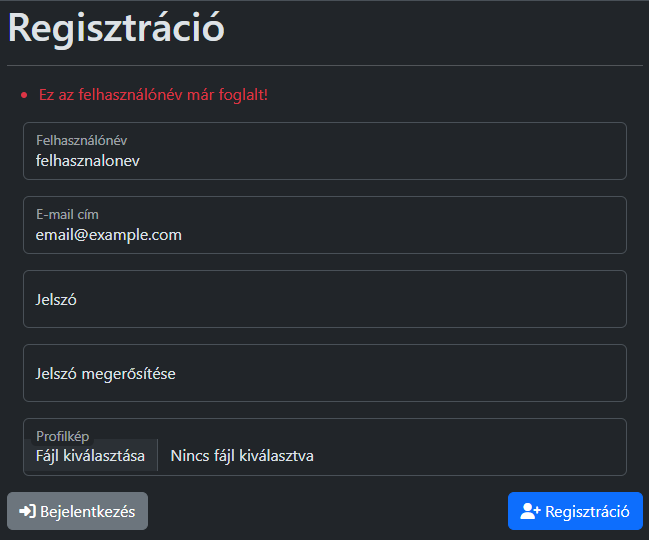 Regisztráció
Ez az felhasználónév már foglalt!
Felhasználónév
felhasznalonev
E-mail cím
email@example.com
Jelszó
Jelszó megerősítése
Profilkép
Fájl kiválasztása Nincs fájl kiválasztva
Bejelentkezés Regisztráció